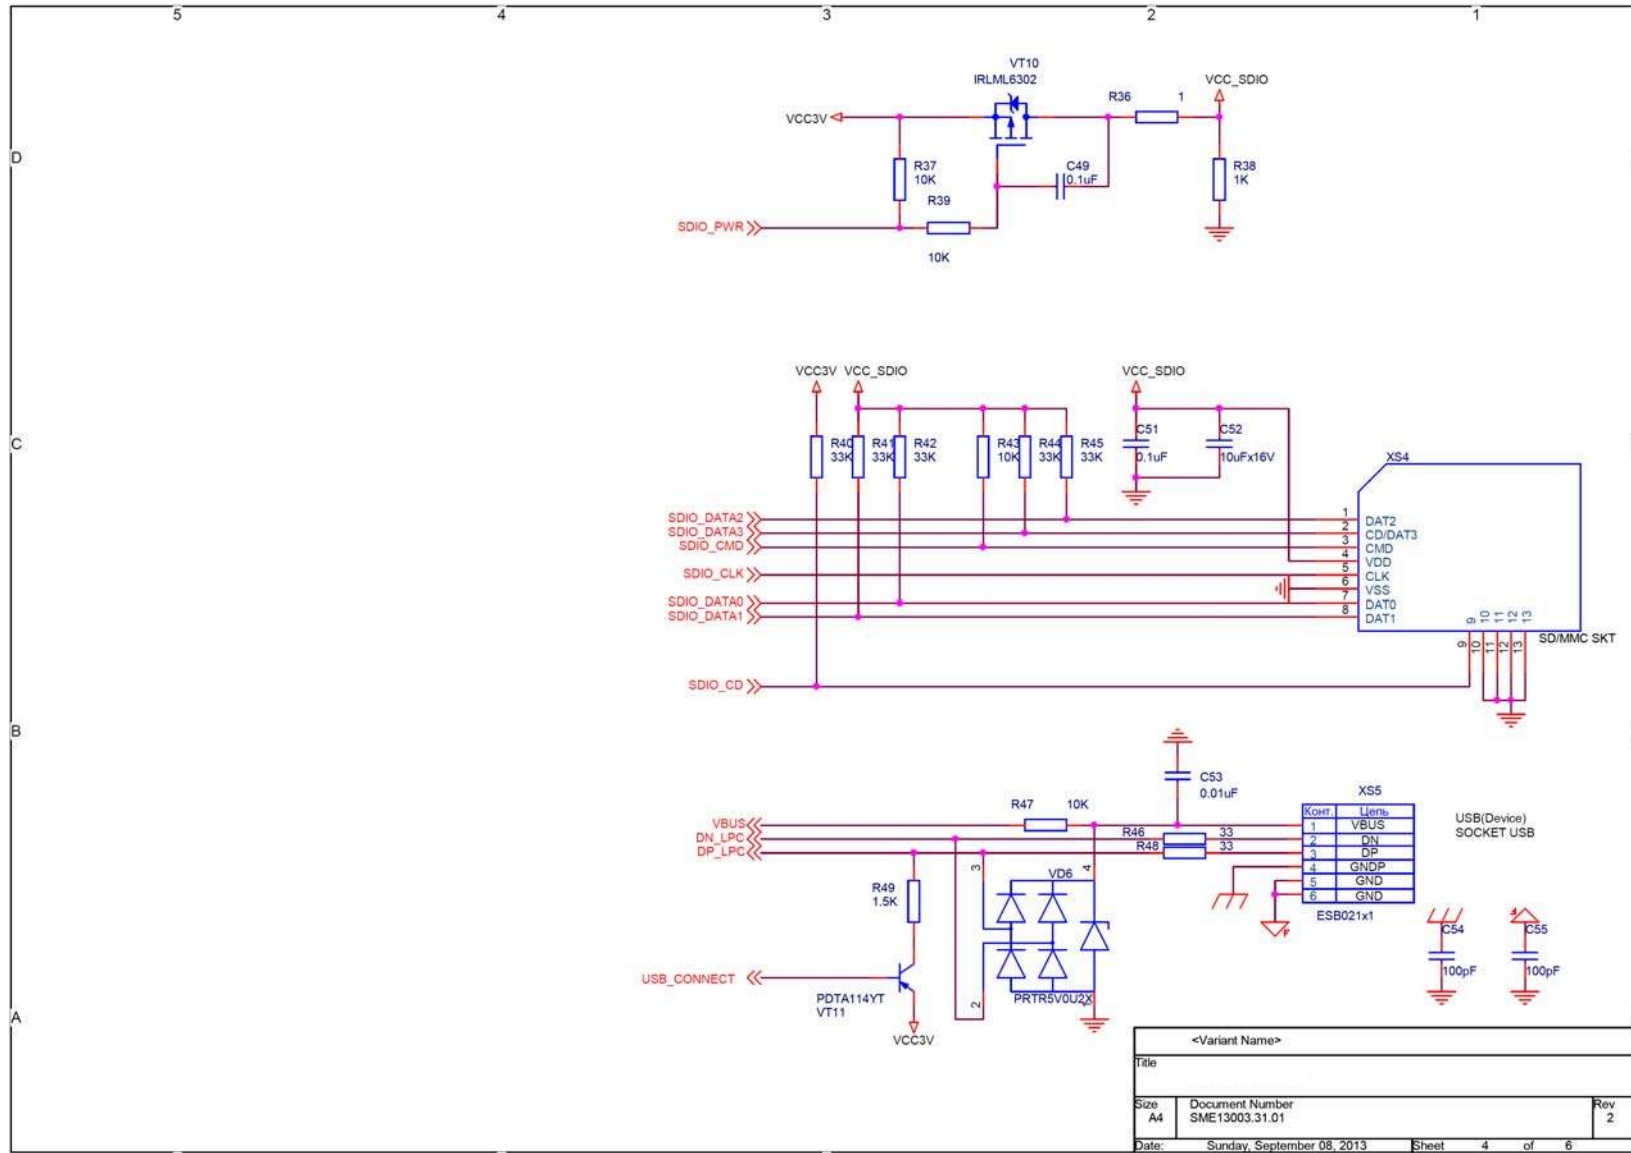 5 4 3 2 1
D
C
B
A
VT10
IRLML6302
VCC3V
R36 1
VCC_SDIO
R37
10K
C49
0.1uF
R38
1K
R39
SDIO_PWR
10K
VCC3V VCC_SDIO
VCC_SDIO
R40
33K
R41
33K
R42
33K
R43
10K
R44
33K
R45
33K
C51
0.1uF
C52
10uFx16V
XS4
SDIO_DATA2
SDIO_DATA3
SDIO_CMD
SDIO_CLK
SDIO_DATA0
SDIO_DATA1
1 DAT2
2 CD/DAT3
3 CMD
4 VDD
5 CLK
6 VSS
7 DAT0
8 DAT1
9 10 11 12 13
9 10 11 12 13
SD/MMC SKT
SDIO_CD
C53
0.01uF
VBUS
DN_LPC
DP_LPC
R47 10K
R46 33
R48 33
XS5
Конт. Цепь
1 VBUS
2 DN
3 DP
4 GNDP
5 GND
6 GND
ESB021x1
USB(Device)
SOCKET USB
R49
1.5K
3
4
VD6
2
PRTR5V0U2X
F
C54
100pF
C55
100pF
USB_CONNECT
PDTA114YT
VT11
VCC3V
<Variant Name>
Title
Size
A4
Document Number
SME13003.31.01
Rev
2
Date: Sunday, September 08, 2013 Sheet 4 of 6